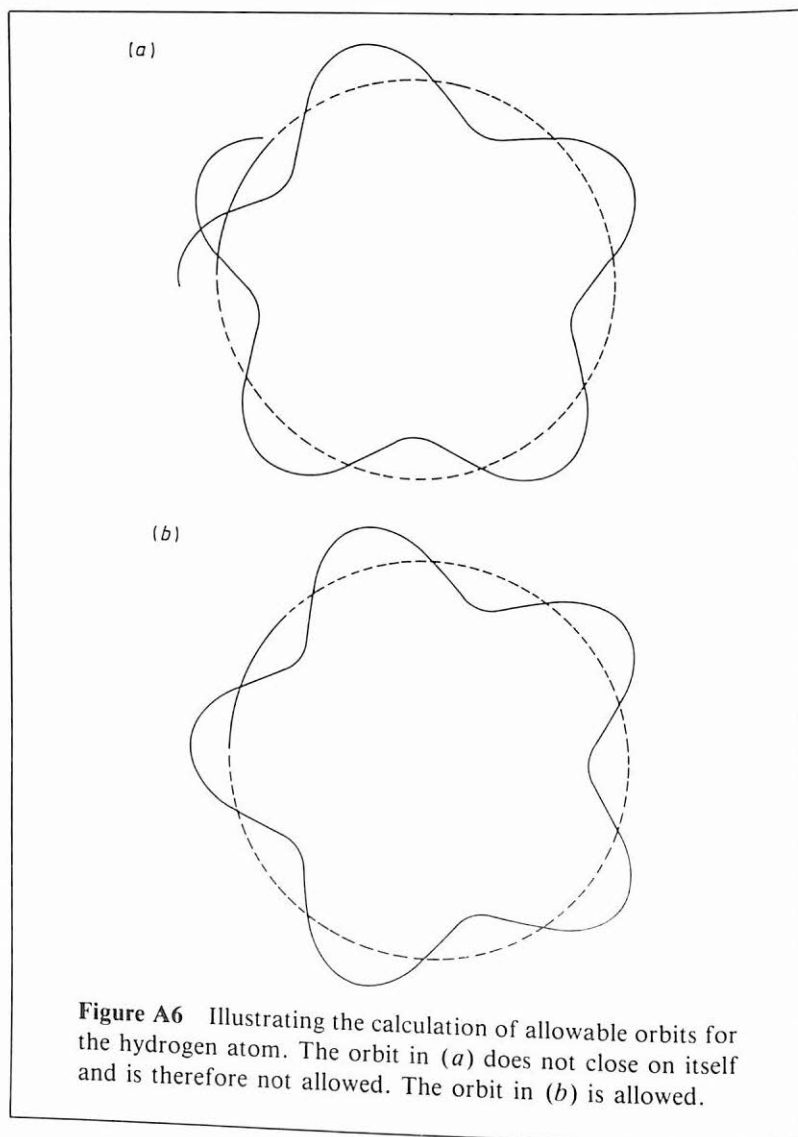 (a)
(b)
Figure A6 Illustrating the calculation of allowable orbits for
the hydrogen atom. The orbit in (a) does not close on itself
and is therefore not allowed. The orbit in (b) is allowed.